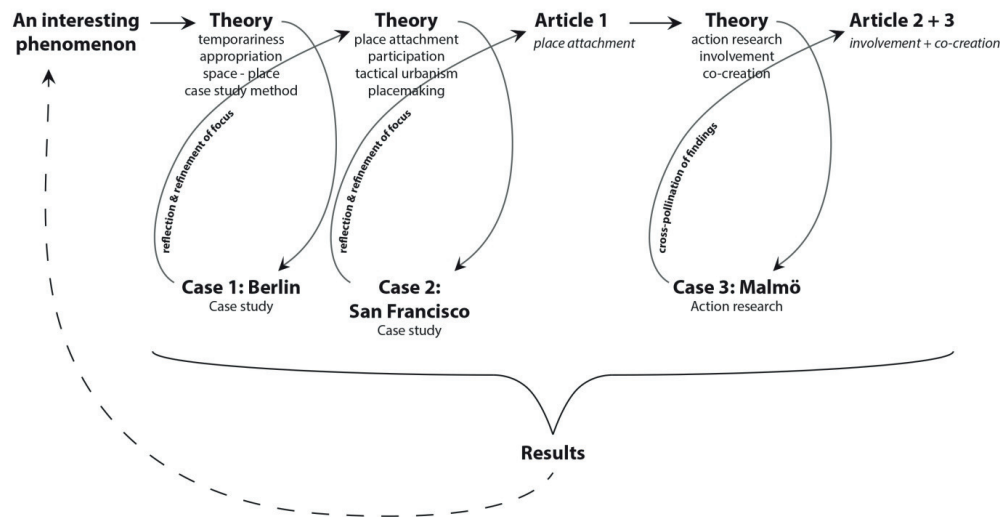 An interesting
phenomenon
Theory
temporariness
appropriation
space - place
case study method
Theory
place attachment
participation
tactical urbanism
placemaking
Article 1
place attachment
Theory
action research
involvement
co-creation
Article 2 + 3
involvement + co-creation
reflection & refinement of focus
reflection & refinement of focus
cross-pollination of findings
Case 1: Berlin
Case study
Case 2:
San Francisco
Case study
Case 3: Malmö
Action research
Results